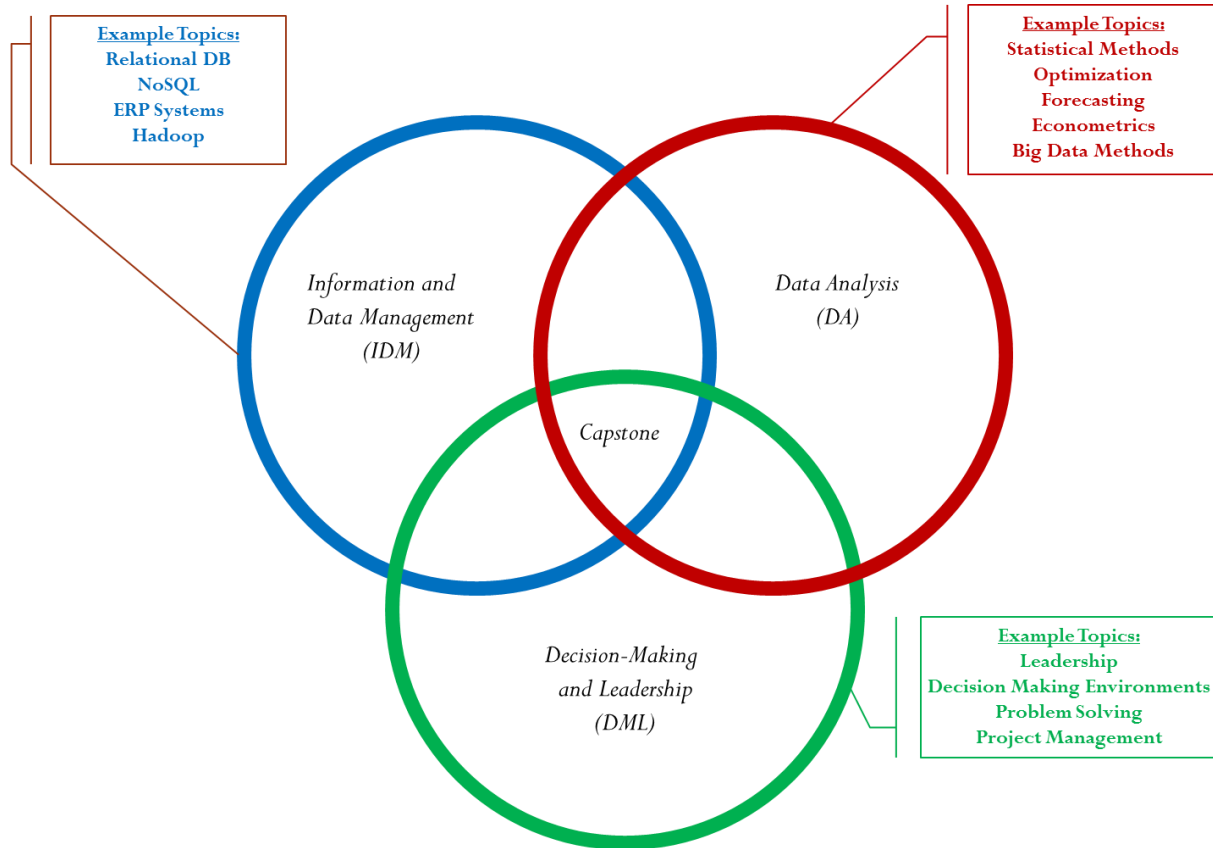 Example Topics:
Relational DB
NoSQL
ERP Systems
Hadoop
Example Topics:
Statistical Methods
Optimization
Forecasting
Econometrics
Big Data Methods
Information and
Data Management
(IDM)
Data Analysis
(DA)
Capstone
Decision-Making
and Leadership
(DML)
Example Topics:
Leadership
Decision Making Environments
Problem Solving
Project Management